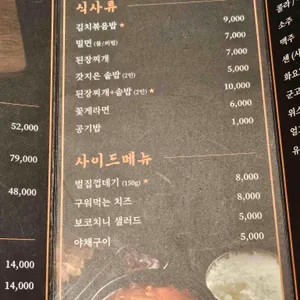 식사류
김치볶음밥 ★ 9,000
밀면 (물/비빔) 7,000
된장찌개 7,000
갓지은 솥밥 (2인) 5,000
된장찌개+솥밥 (2인) ★ 10,000
꽃게라면 6,000
공기밥 1,000
사이드메뉴
벌집껍데기 (150g) ★ 8,000
구워먹는 치즈 8,000
보코치니 샐러드 5,000
야채구이 5,000
52,000
79,000
48,000
14,000
14,000
콜라
소주
맥주